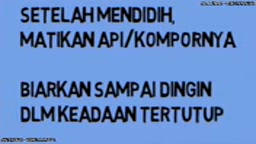 SETELAH MENDIDIH,
MATIKAN API/KOMPORNYA
BIARKAN SAMPAI DINGIN
DLM KEADAAN TERTUTUP